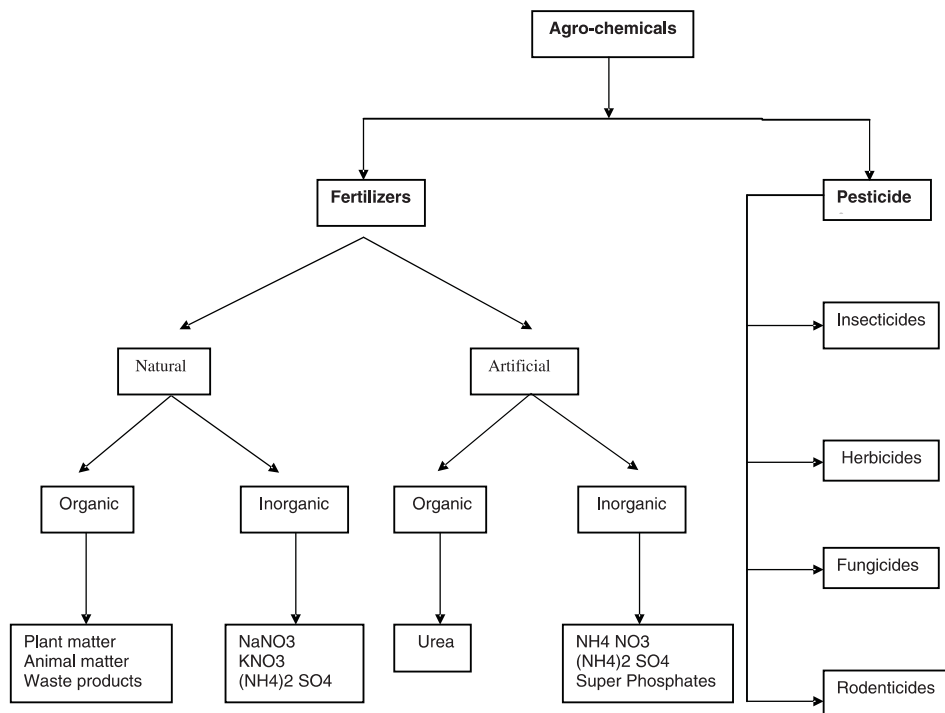 Agro-chemicals
Fertilizers
Pesticide
Natural
Artificial
Insecticides
Herbicides
Fungicides
Rodenticides
Organic
Inorganic
Organic
Inorganic
Plant matter
Animal matter
Waste products
NaNO3
KNO3
(NH4)2 SO4
Urea
NH4 NO3
(NH4)2 SO4
Super Phosphates